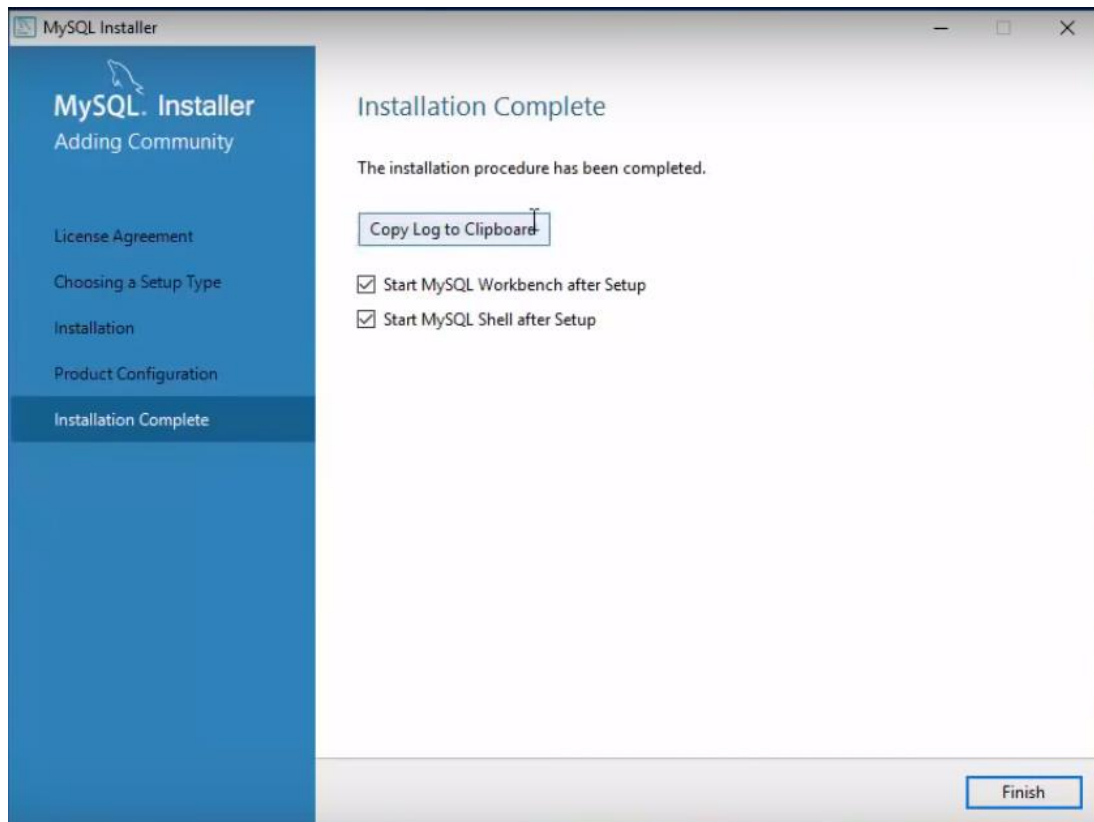 MySQL Installer
MySQL. Installer
Adding Community
License Agreement
Choosing a Setup Type
Installation
Product Configuration
Installation Complete
Installation Complete
The installation procedure has been completed.
Copy Log to Clipboard
Start MySQL Workbench after Setup
Start MySQL Shell after Setup
Finish